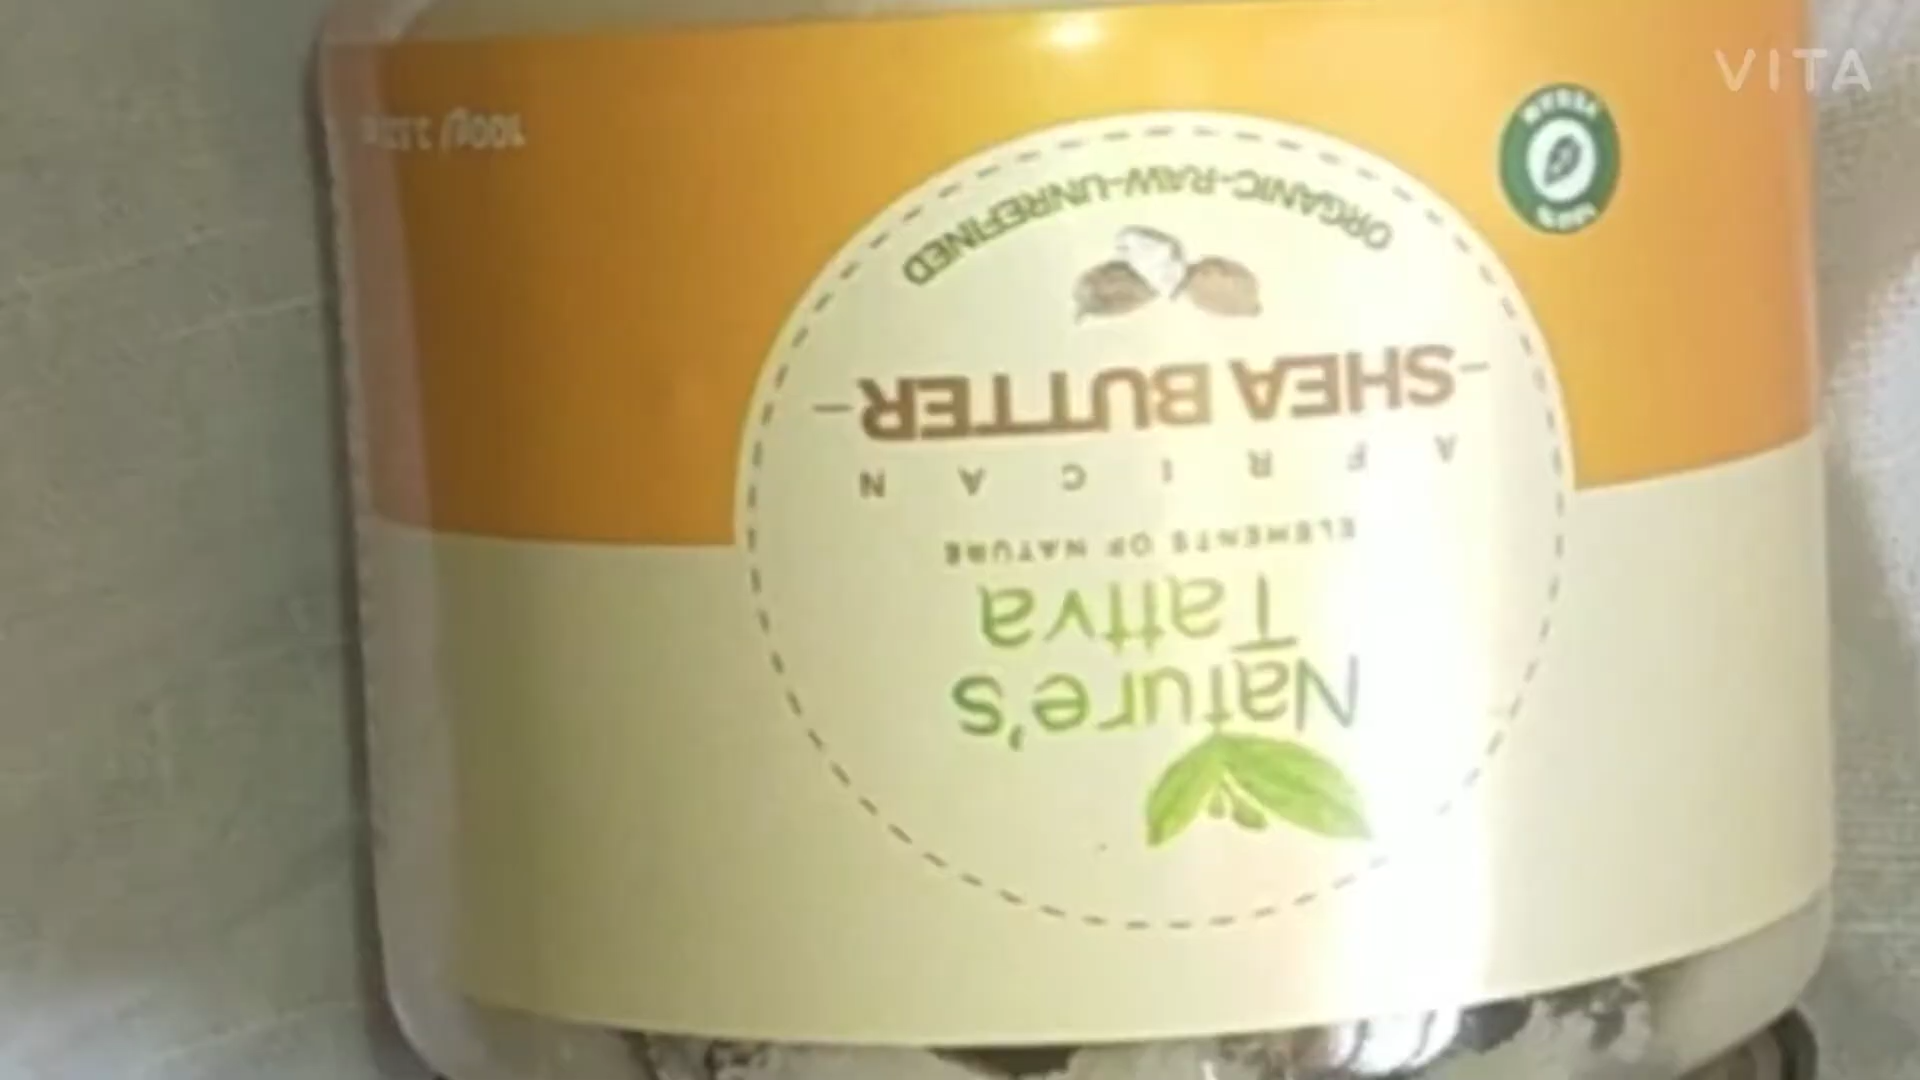 VITA
Nature's
Tattva
ELEMENTS OF NATURE
AFRICAN
-SHEA BUTTER-
ORGANIC-RAW-UNREFINED